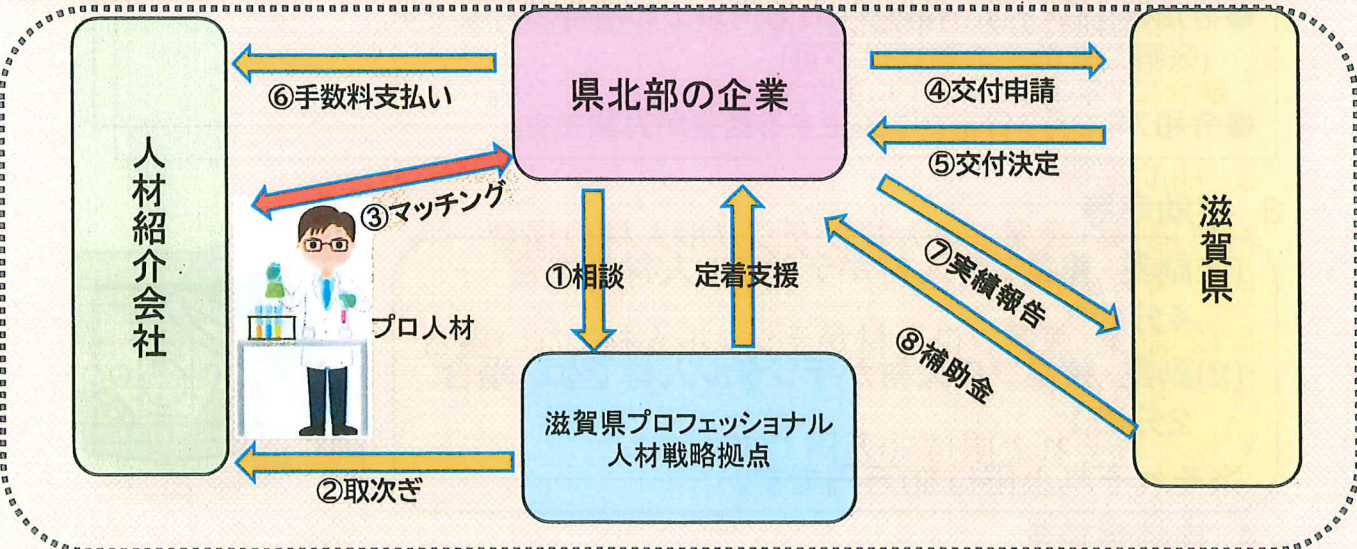 県北部の企業
⑥手数料支払い
④交付申請
⑤交付決定
人材紹介会社
③マッチング
滋賀県
①相談
定着支援
⑦実績報告
プロ人材
⑧補助金
滋賀県プロフェッショナル
人材戦略拠点
②取次ぎ